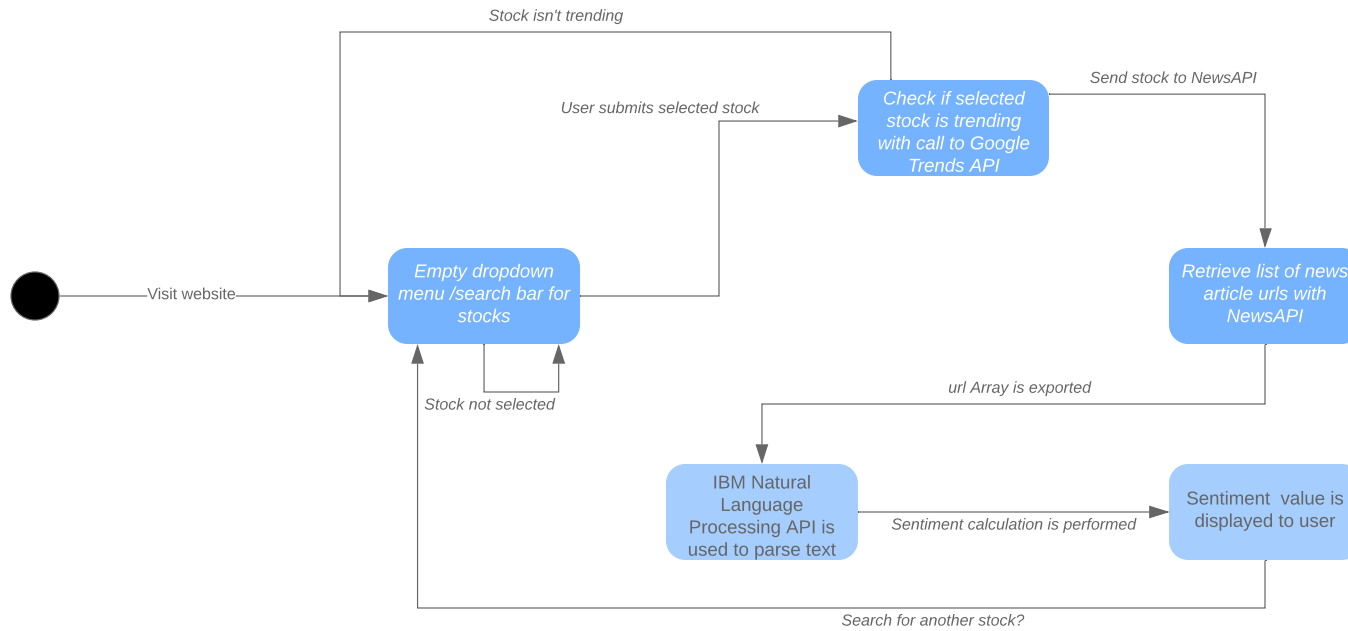 Stock isn't trending
Send stock to NewsAPI
User submits selected stock
Check if selected
stock is trending
with call to Google
Trends API
Visit website
Empty dropdown
menu /search bar for
stocks
Retrieve list of news
article urls with
NewsAPI
Stock not selected
url Array is exported
IBM Natural
Language
Processing API is
used to parse text
Sentiment calculation is performed
Sentiment  value is
displayed to user
Search for another stock?